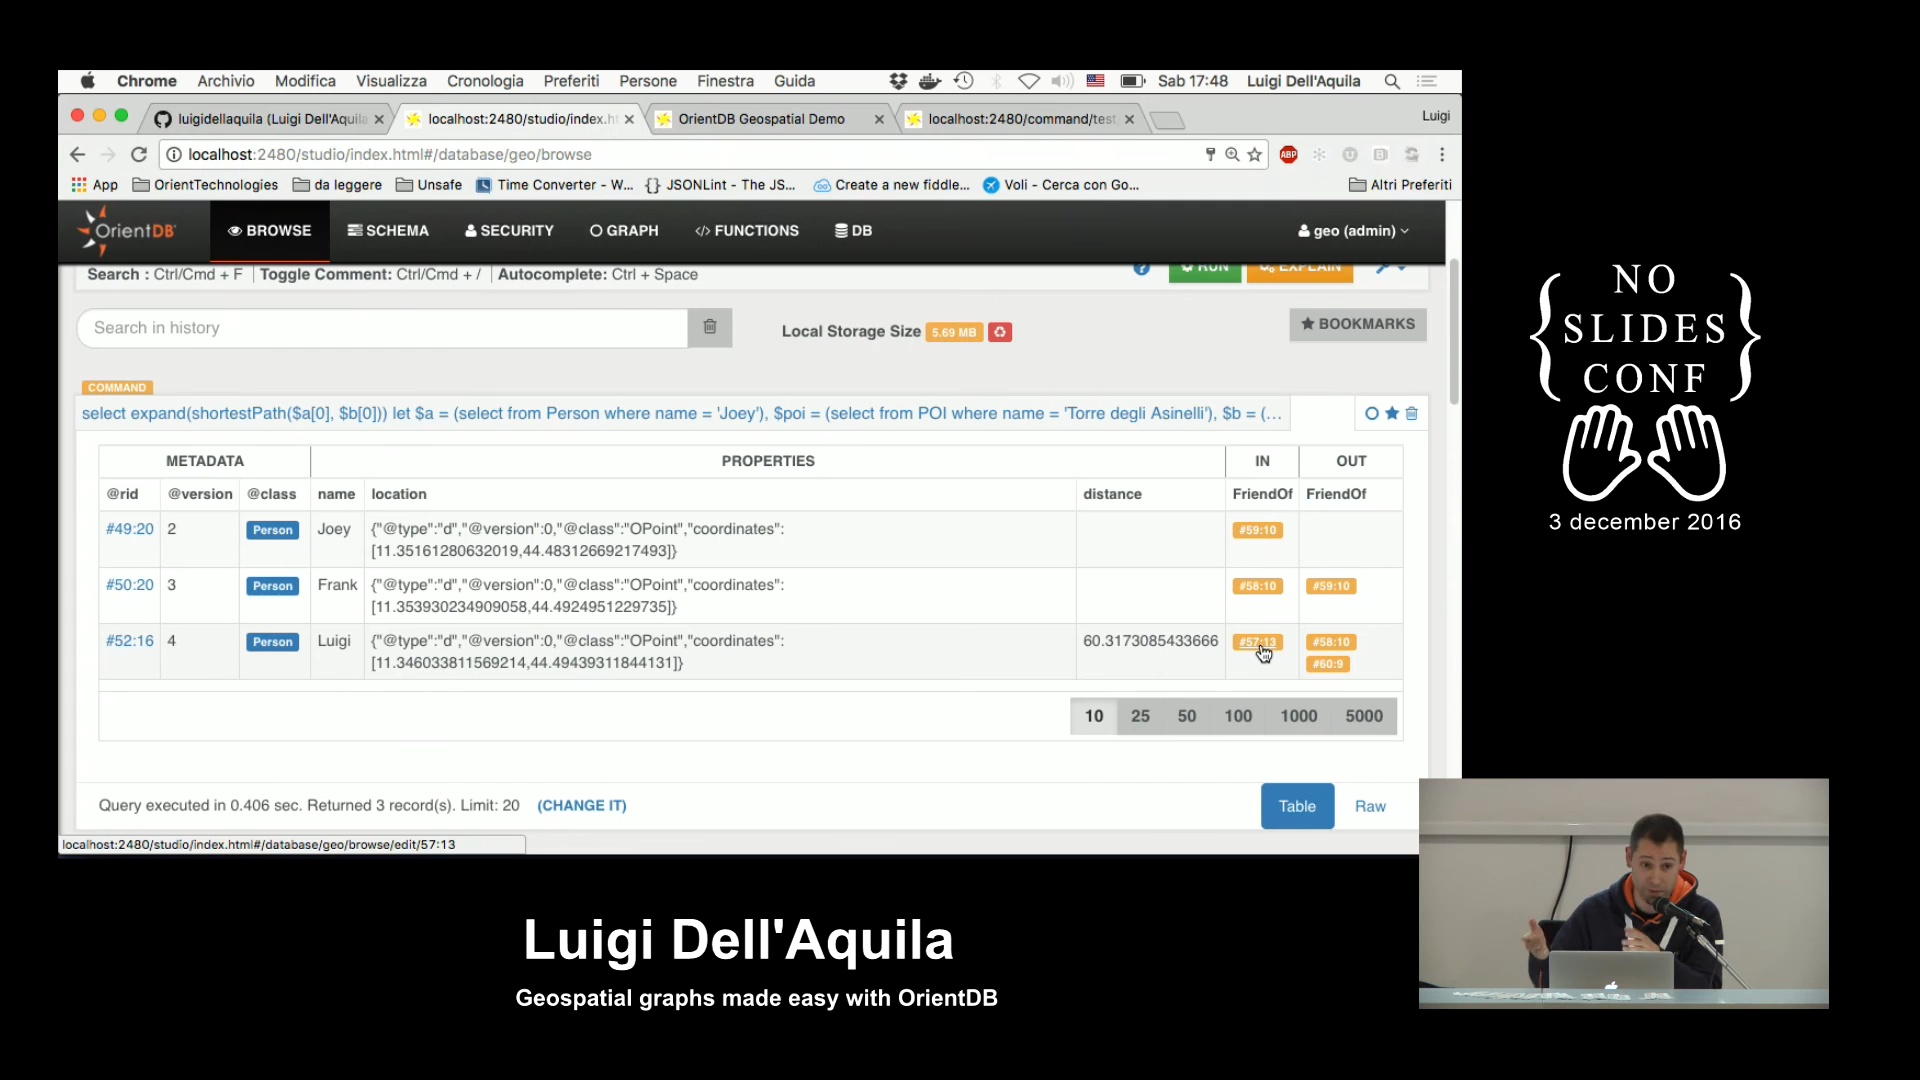 Chrome Archivio Modifica Visualizza Cronologia Preferiti Persone Finestra Guida Sab 17:48 Luigi Dell'Aquila
luigidellaquila (Luigi Dell'Aquila localhost:2480/studio/index.h OrientDB Geospatial Demo localhost:2480/command/test Luigi
localhost:2480/studio/index.html#/database/geo/browse ABP
App OrientTechnologies da leggere Unsafe Time Converter - W... JSONLint - The JS... Create a new fiddle... Voli - Cerca con Go... Altri Preferiti
OrientDB BROWSE SCHEMA SECURITY GRAPH FUNCTIONS DB geo (admin)
Search : Ctrl/Cmd + F Toggle Comment: Ctrl/Cmd + / Autocomplete: Ctrl + Space RUN EXPLAIN
Search in history Local Storage Size 5.69 MB BOOKMARKS
COMMAND
select expand(shortestPath($a[0], $b[0])) let $a = (select from Person where name = 'Joey'), $poi = (select from POI where name = 'Torre degli Asinelli'), $b = (...
METADATA PROPERTIES IN OUT
@rid @version @class name location distance FriendOf FriendOf
#49:20 2 Person Joey {"@type":"d","@version":0,"@class":"OPoint","coordinates": #59:10
[11.35161280632019,44.48312669217493]}
#50:20 3 Person Frank {"@type":"d","@version":0,"@class":"OPoint","coordinates": #58:10 #59:10
[11.353930234909058,44.4924951229735]}
#52:16 4 Person Luigi {"@type":"d","@version":0,"@class":"OPoint","coordinates": 60.3173085433666 #57:13 #58:10
[11.346033811569214,44.49439311844131]} #60:9
10 25 50 100 1000 5000
Query executed in 0.406 sec. Returned 3 record(s). Limit: 20 (CHANGE IT) Table Raw
localhost:2480/studio/index.html#/database/geo/browse/edit/57:13
NO
SLIDES
CONF
3 december 2016
Luigi Dell'Aquila
Geospatial graphs made easy with OrientDB